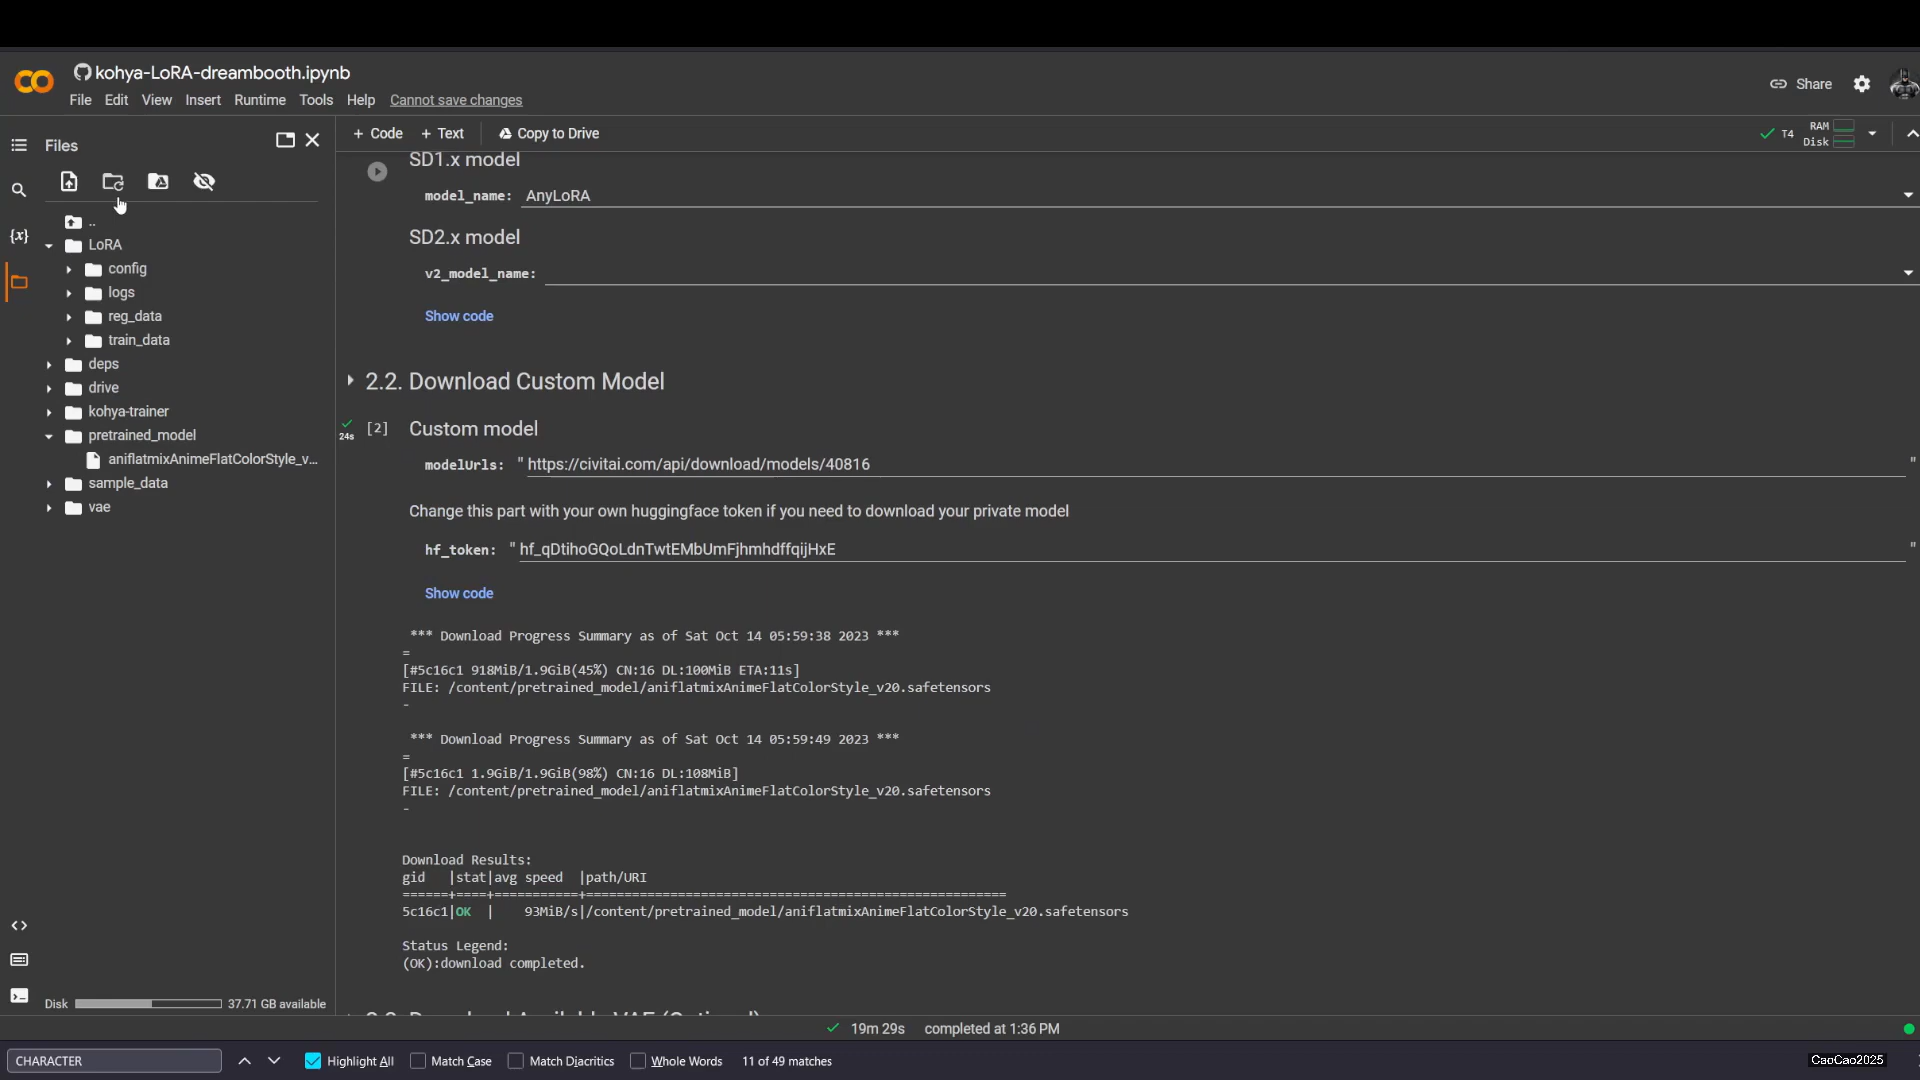 kohya-LoRA-dreambooth.ipynb
File Edit View Insert Runtime Tools Help Cannot save changes
Share
Files
+ Code + Text Copy to Drive
T4 RAM
Disk
SD1.x model
model_name: AnyLoRA
SD2.x model
v2_model_name:
Show code
..
LoRA
config
logs
reg_data
train_data
deps
drive
kohya-trainer
pretrained_model
aniflatmixAnimeFlatColorStyle_v...
sample_data
vae
{x}
2.2. Download Custom Model
24s [2] Custom model
modelUrls: " https://civitai.com/api/download/models/40816 "
Change this part with your own huggingface token if you need to download your private model
hf_token: " 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 "
Show code
*** Download Progress Summary as of Sat Oct 14 05:59:38 2023 ***
=
[#5c16c1 918MiB/1.9GiB(45%) CN:16 DL:100MiB ETA:11s]
FILE: /content/pretrained_model/aniflatmixAnimeFlatColorStyle_v20.safetensors
-
*** Download Progress Summary as of Sat Oct 14 05:59:49 2023 ***
=
[#5c16c1 1.9GiB/1.9GiB(98%) CN:16 DL:108MiB]
FILE: /content/pretrained_model/aniflatmixAnimeFlatColorStyle_v20.safetensors
-
Download Results:
gid |stat|avg speed |path/URI
======+====+===========+=======================================================
5c16c1|OK | 93MiB/s|/content/pretrained_model/aniflatmixAnimeFlatColorStyle_v20.safetensors
Status Legend:
(OK):download completed.
Disk 37.71 GB available
19m 29s completed at 1:36 PM
CHARACTER Highlight All Match Case Match Diacritics Whole Words 11 of 49 matches
CaoCao2025